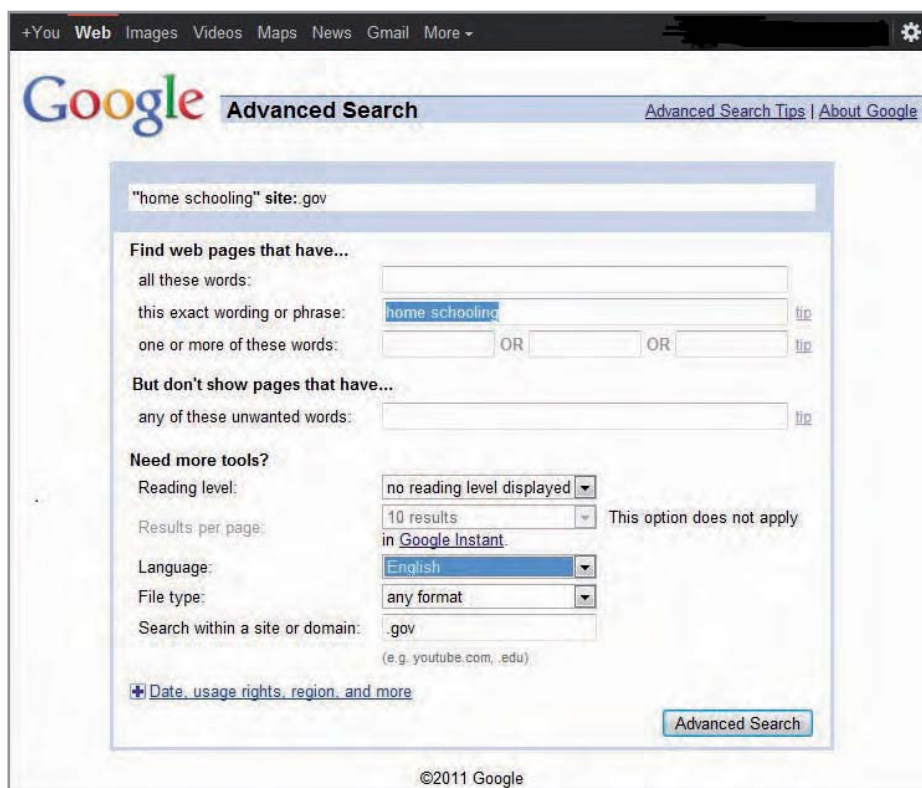 +You Web Images Videos Maps News Gmail More
Google Advanced Search Advanced Search Tips | About Google
"home schooling" site:.gov
Find web pages that have...
all these words:
this exact wording or phrase: home schooling tip
one or more of these words: OR OR tip
But don't show pages that have...
any of these unwanted words: tip
Need more tools?
Reading level: no reading level displayed
Results per page: 10 results This option does not apply
in Google Instant.
Language: English
File type: any format
Search within a site or domain: .gov
(e.g. youtube.com, .edu)
Date, usage rights, region, and more
Advanced Search
©2011 Google